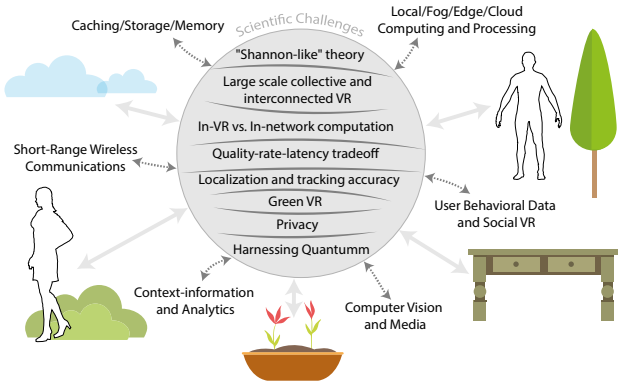 Scientific Challenges
Caching/Storage/Memory
Local/Fog/Edge/Cloud
Computing and Processing
"Shannon-like" theory
Large scale collective and
interconnected VR
In-VR vs. In-network computation
Quality-rate-latency tradeoff
Localization and tracking accuracy
Green VR
Privacy
Harnessing Quantumm
Short-Range Wireless
Communications
User Behavioral Data
and Social VR
Context-information
and Analytics
Computer Vision
and Media